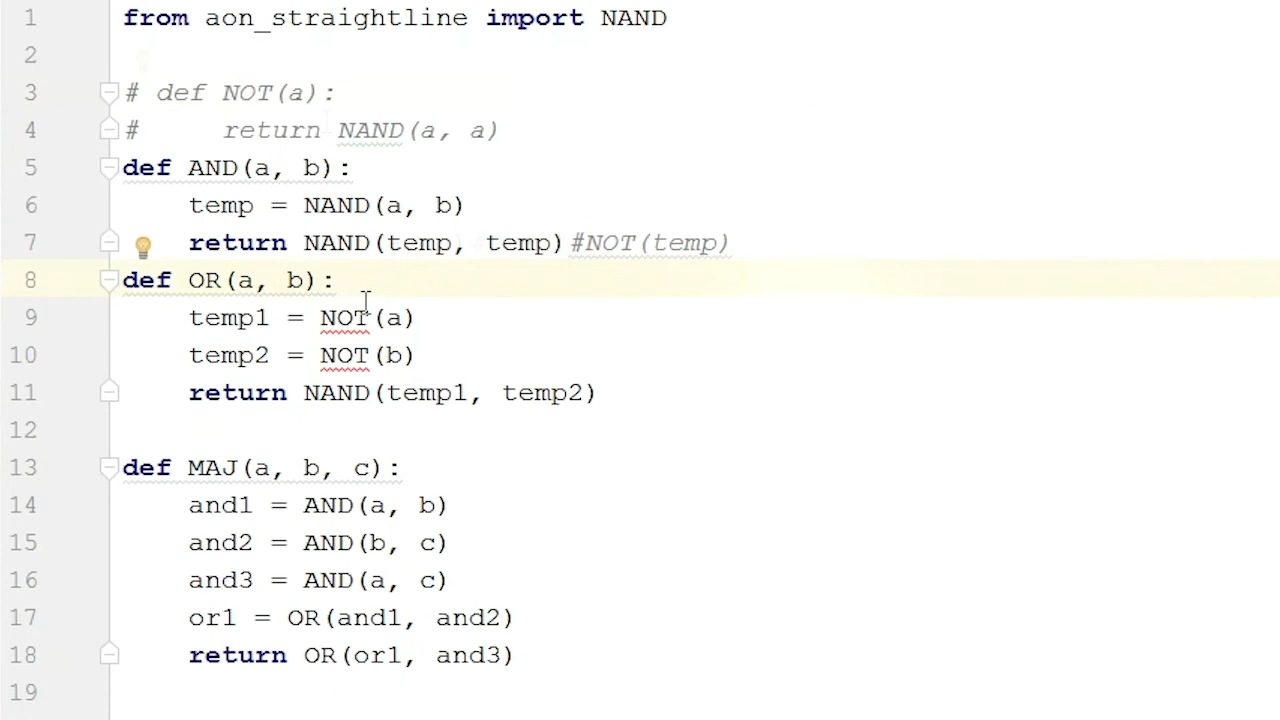 1 from aon_straightline import NAND
2
3 # def NOT(a):
4 #     return NAND(a, a)
5 def AND(a, b):
6     temp = NAND(a, b)
7     return NAND(temp, temp)#NOT(temp)
8 def OR(a, b):
9     temp1 = NOT(a)
10     temp2 = NOT(b)
11     return NAND(temp1, temp2)
12
13 def MAJ(a, b, c):
14     and1 = AND(a, b)
15     and2 = AND(b, c)
16     and3 = AND(a, c)
17     or1 = OR(and1, and2)
18     return OR(or1, and3)
19